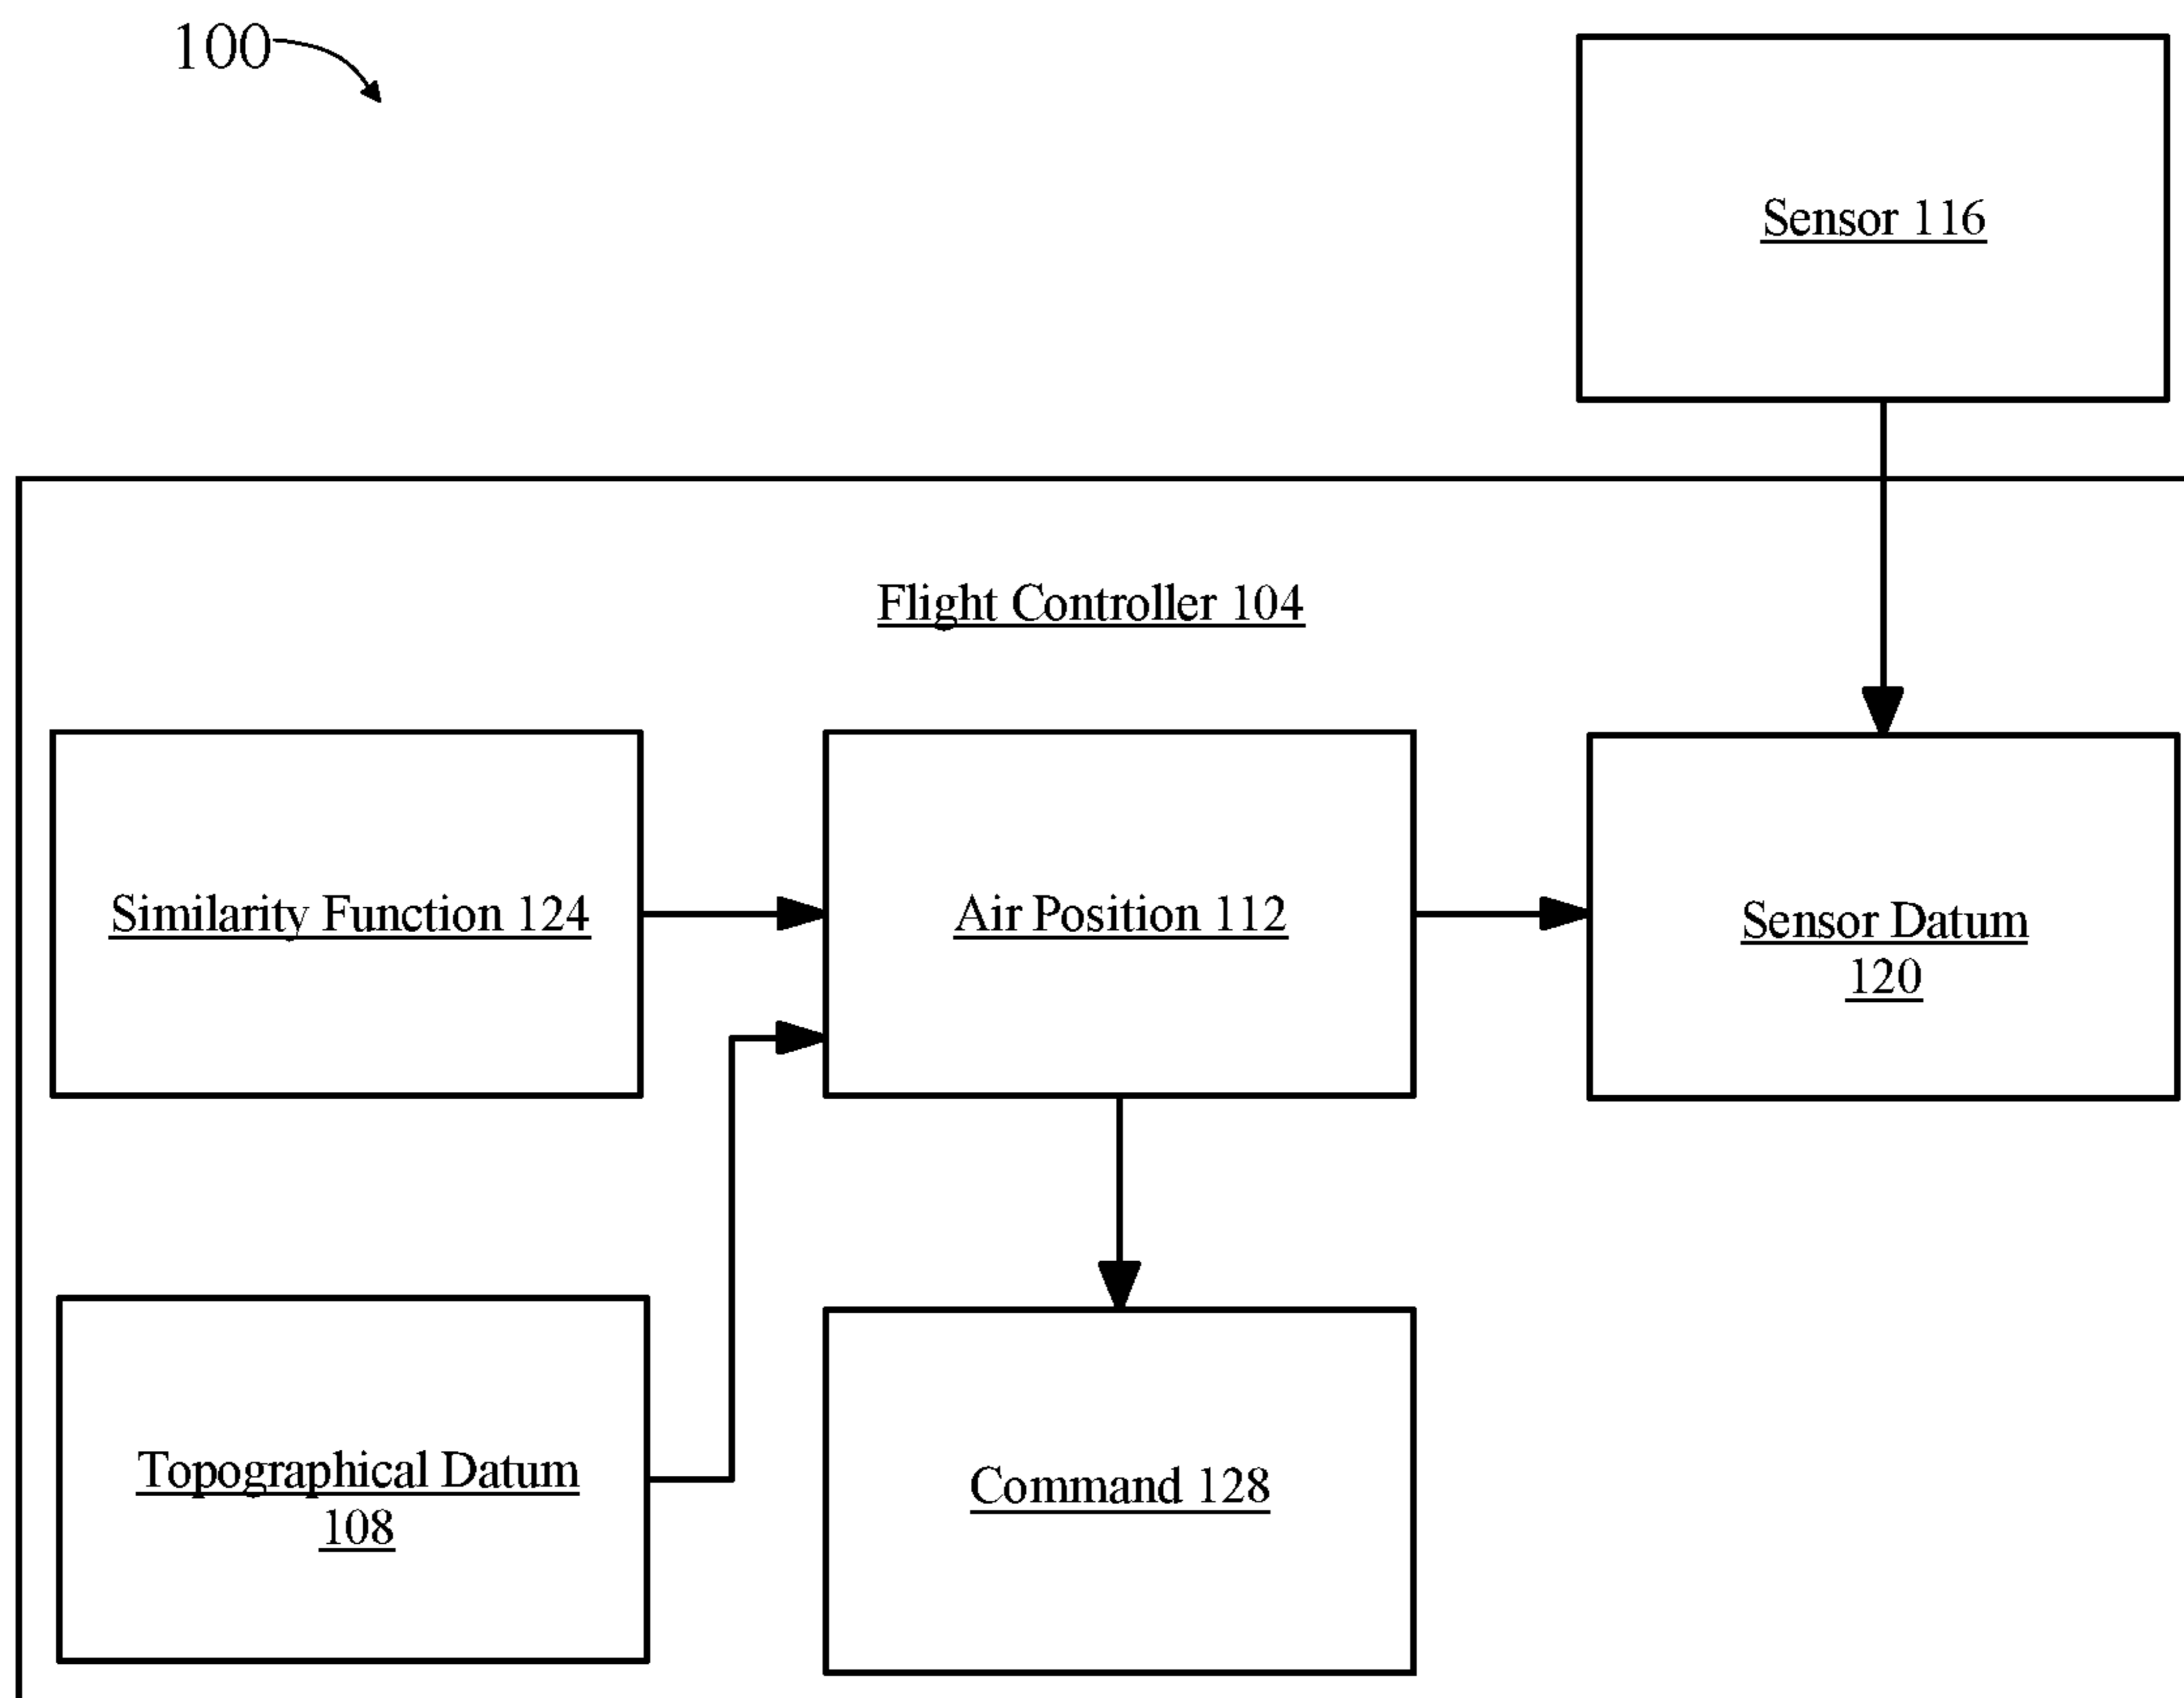 100
Sensor 116
Flight Controller 104
Similarity Function 124
Air Position 112
Sensor Datum
120
Topographical Datum
108
Command 128